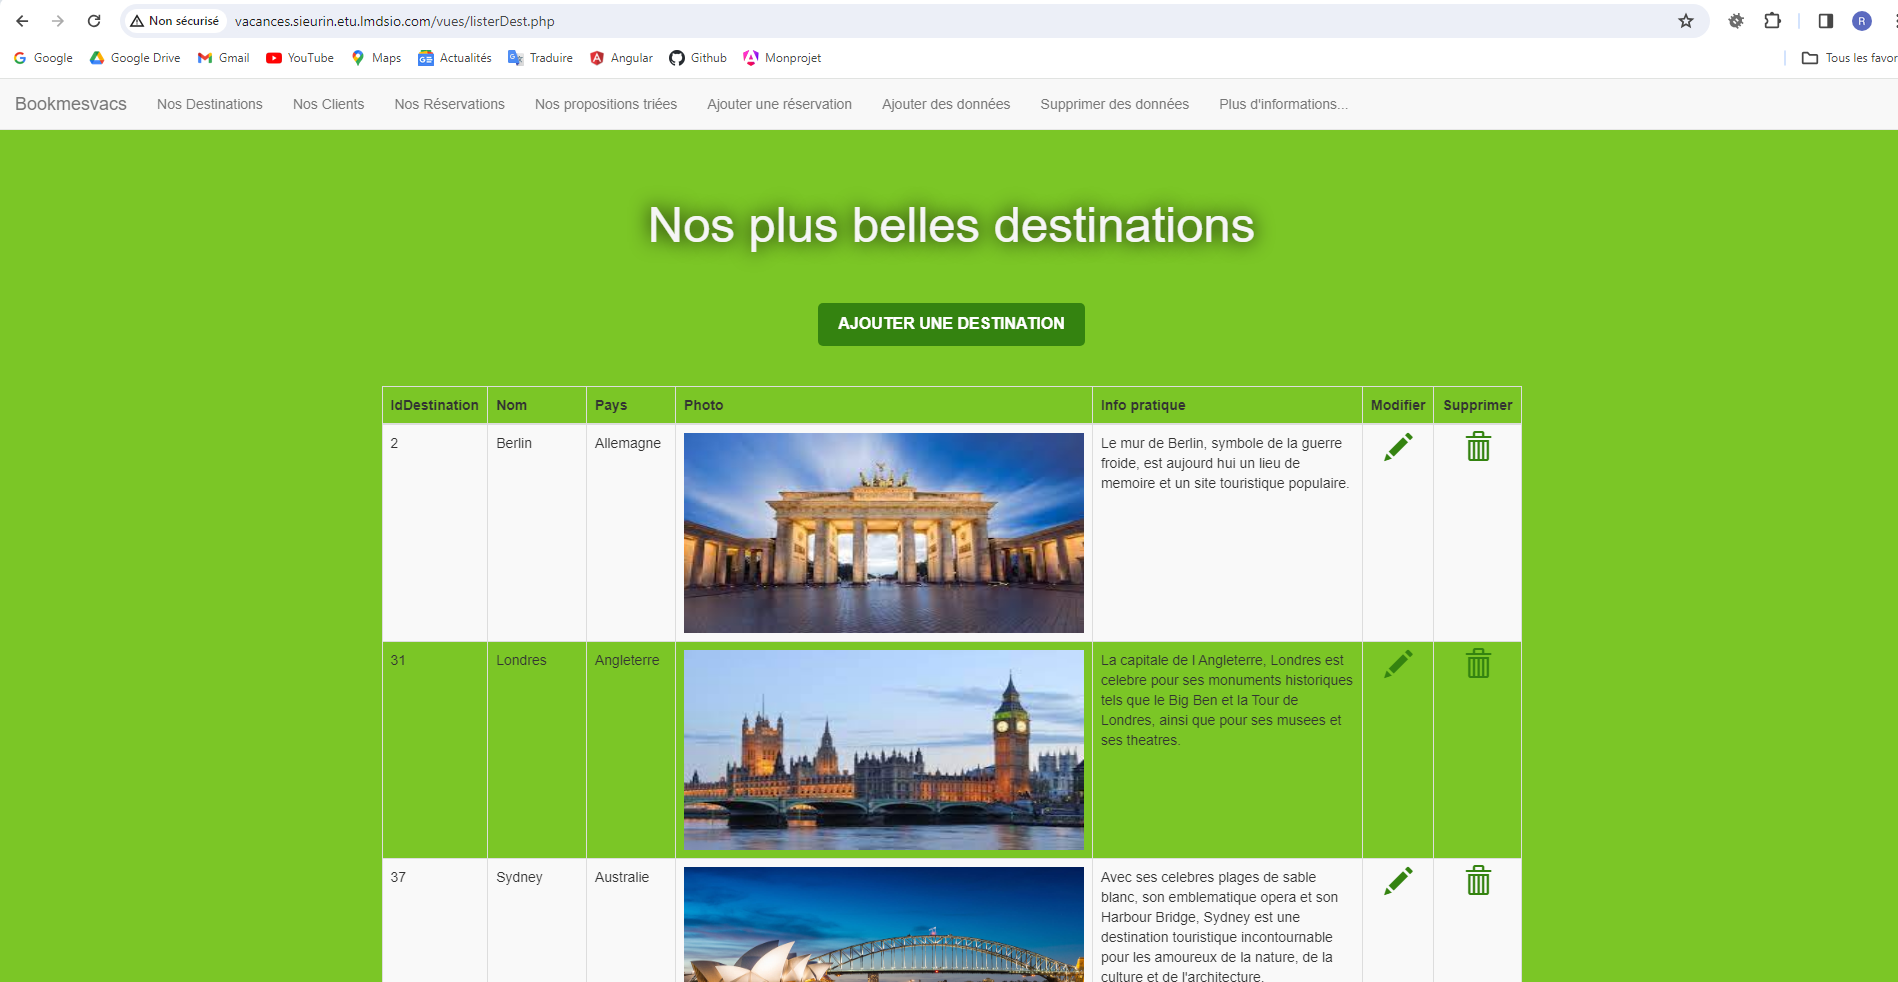 Non sécurisé vacances.sieurin.etu.lmdsio.com/vues/listerDest.php R
Google Google Drive Gmail YouTube Maps Actualités Traduire Angular Github Monprojet Tous les favor
Bookmesvacs Nos Destinations Nos Clients Nos Réservations Nos propositions triées Ajouter une réservation Ajouter des données Supprimer des données Plus d'informations...
Nos plus belles destinations
AJOUTER UNE DESTINATION
IdDestination Nom Pays Photo Info pratique Modifier Supprimer
2 Berlin Allemagne Le mur de Berlin, symbole de la guerre
froide, est aujourd hui un lieu de
memoire et un site touristique populaire.
31 Londres Angleterre La capitale de l Angleterre, Londres est
celebre pour ses monuments historiques
tels que le Big Ben et la Tour de
Londres, ainsi que pour ses musees et
ses theatres.
37 Sydney Australie Avec ses celebres plages de sable
blanc, son emblematique opera et son
Harbour Bridge, Sydney est une
destination touristique incontournable
pour les amoureux de la nature, de la
culture et de l'architecture.